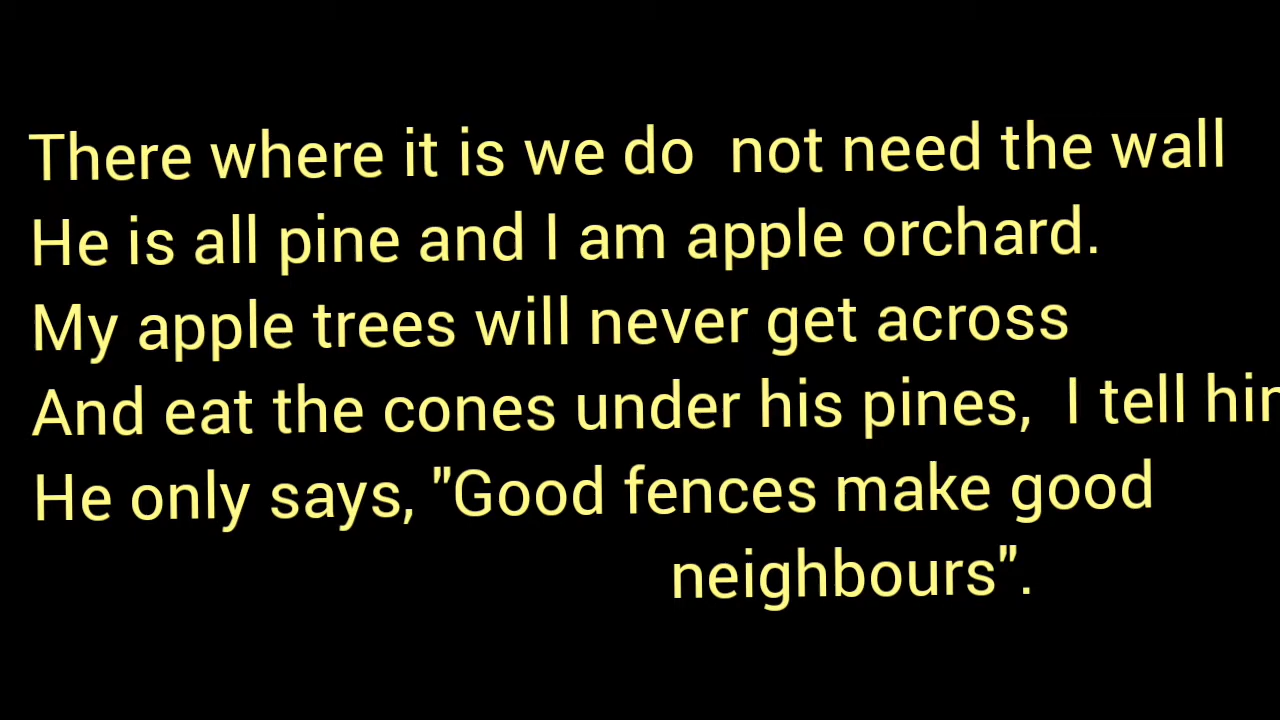 There where it is we do not need the wall
He is all pine and I am apple orchard.
My apple trees will never get across
And eat the cones under his pines, I tell
He only says, "Good fences make good
neighbours".